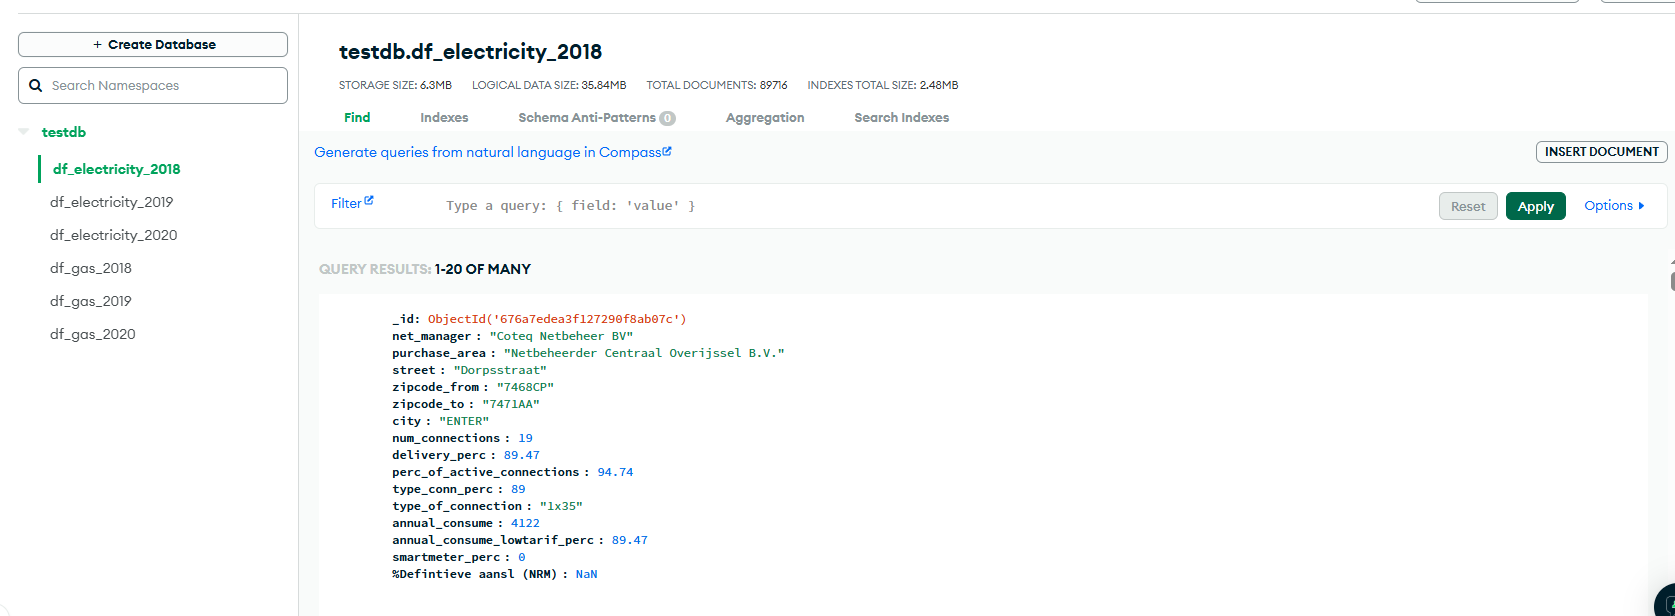 + Create Database
Search Namespaces
testdb
df_electricity_2018
df_electricity_2019
df_electricity_2020
df_gas_2018
df_gas_2019
df_gas_2020
testdb.df_electricity_2018
STORAGE SIZE: 6.3MB LOGICAL DATA SIZE: 35.84MB TOTAL DOCUMENTS: 89716 INDEXES TOTAL SIZE: 2.48MB
Find Indexes Schema Anti-Patterns 0 Aggregation Search Indexes
Generate queries from natural language in Compass
INSERT DOCUMENT
Filter Type a query: { field: 'value' } Reset Apply Options
QUERY RESULTS: 1-20 OF MANY
_id: ObjectId('676a7edea3f127290f8ab07c')
net_manager : "Coteq Netbeheer BV"
purchase_area : "Netbeheerder Centraal Overijssel B.V."
street : "Dorpsstraat"
zipcode_from : "7468CP"
zipcode_to : "7471AA"
city : "ENTER"
num_connections : 19
delivery_perc : 89.47
perc_of_active_connections : 94.74
type_conn_perc : 89
type_of_connection : "1x35"
annual_consume : 4122
annual_consume_lowtarif_perc : 89.47
smartmeter_perc : 0
%Defintieve aansl (NRM) : NaN